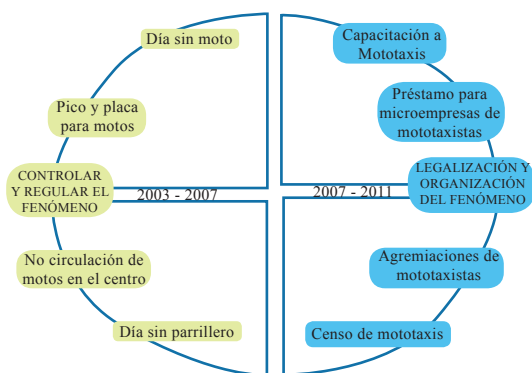 Día sin moto
Pico y placa
para motos
CONTROLAR
Y REGULAR EL
FENÓMENO
2003 - 2007
No circulación de
motos en el centro
Día sin parrillero
Capacitación a
Mototaxis
Préstamo para
microempresas de
mototaxistas
2007 - 2011
LEGALIZACIÓN Y
ORGANIZACIÓN
DEL FENÓMENO
Agremiaciones de
mototaxistas
Censo de mototaxis